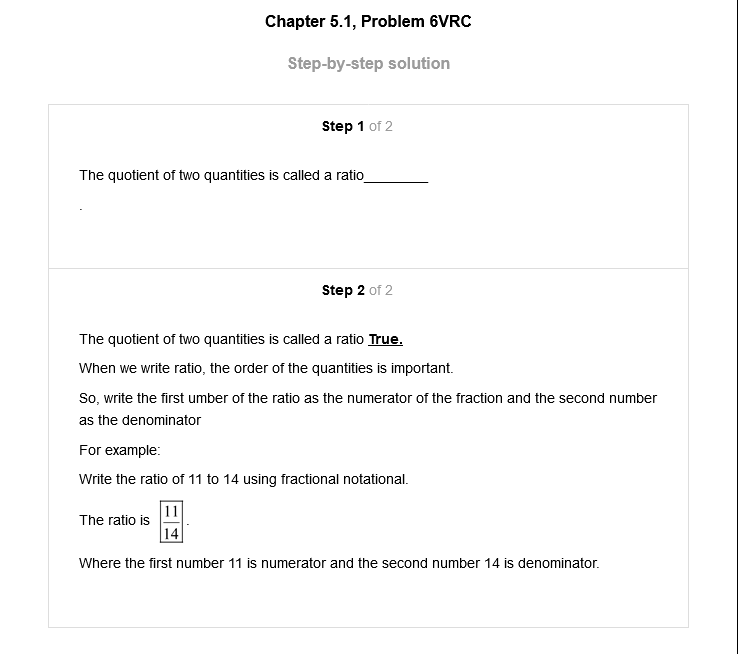 Chapter 5.1, Problem 6VRC
Step-by-step solution
Step 1 of 2
The quotient of two quantities is called a ratio________
.
Step 2 of 2
The quotient of two quantities is called a ratio True.
When we write ratio, the order of the quantities is important.
So, write the first umber of the ratio as the numerator of the fraction and the second number
as the denominator
For example:
Write the ratio of 11 to 14 using fractional notational.
The ratio is 11/14.
Where the first number 11 is numerator and the second number 14 is denominator.